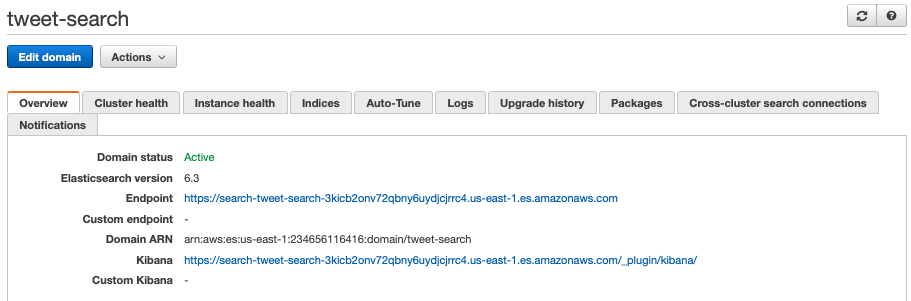 tweet-search
Edit domain Actions
Overview Cluster health Instance health Indices Auto-Tune Logs Upgrade history Packages Cross-cluster search connections
Notifications
Domain status Active
Elasticsearch version 6.3
Endpoint https://search-tweet-search-3kicb2onv72qbny6uydjcjrrc4.us-east-1.es.amazonaws.com
Custom endpoint -
Domain ARN arn:aws:es:us-east-1:234656116416:domain/tweet-search
Kibana https://search-tweet-search-3kicb2onv72qbny6uydjcjrrc4.us-east-1.es.amazonaws.com/_plugin/kibana/
Custom Kibana -